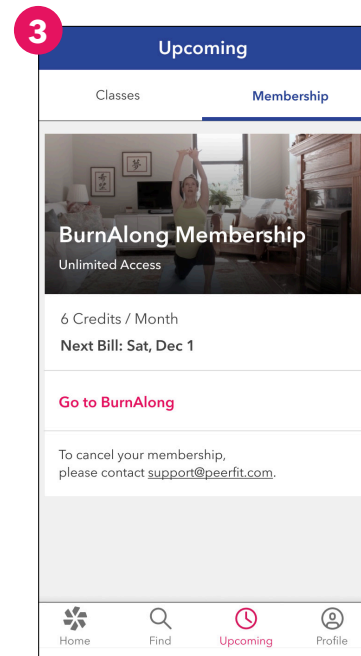 3
Upcoming
Classes Membership
BurnAlong Membership
Unlimited Access
6 Credits / Month
Next Bill: Sat, Dec 1
Go to BurnAlong
To cancel your membership,
please contact support@peerfit.com.
Home Find Upcoming Profile